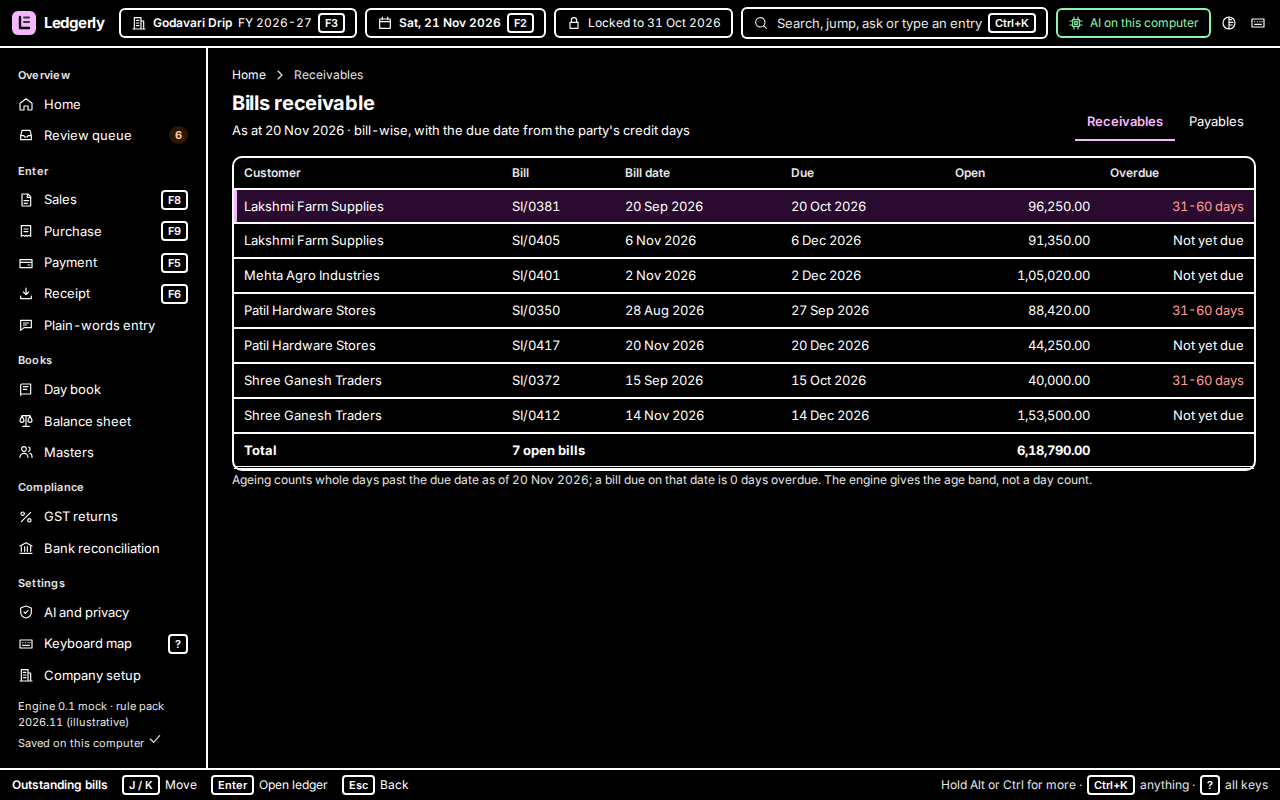 Ledgerly
Godavari Drip FY 2026-27 F3
Sat, 21 Nov 2026 F2
Locked to 31 Oct 2026
Search, jump, ask or type an entry Ctrl+K
AI on this computer
Overview
Home
Review queue 6
Enter
Sales F8
Purchase F9
Payment F5
Receipt F6
Plain-words entry
Books
Day book
Balance sheet
Masters
Compliance
GST returns
Bank reconciliation
Settings
AI and privacy
Keyboard map ?
Company setup
Engine 0.1 mock · rule pack
2026.11 (illustrative)
Saved on this computer
Home > Receivables
Bills receivable
As at 20 Nov 2026 · bill-wise, with the due date from the party's credit days
Receivables Payables
Customer Bill Bill date Due Open Overdue
Lakshmi Farm Supplies SI/0381 20 Sep 2026 20 Oct 2026 96,250.00 31-60 days
Lakshmi Farm Supplies SI/0405 6 Nov 2026 6 Dec 2026 91,350.00 Not yet due
Mehta Agro Industries SI/0401 2 Nov 2026 2 Dec 2026 1,05,020.00 Not yet due
Patil Hardware Stores SI/0350 28 Aug 2026 27 Sep 2026 88,420.00 31-60 days
Patil Hardware Stores SI/0417 20 Nov 2026 20 Dec 2026 44,250.00 Not yet due
Shree Ganesh Traders SI/0372 15 Sep 2026 15 Oct 2026 40,000.00 31-60 days
Shree Ganesh Traders SI/0412 14 Nov 2026 14 Dec 2026 1,53,500.00 Not yet due
Total 7 open bills 6,18,790.00
Ageing counts whole days past the due date as of 20 Nov 2026; a bill due on that date is 0 days overdue. The engine gives the age band, not a day count.
Outstanding bills J / K Move Enter Open ledger Esc Back
Hold Alt or Ctrl for more · Ctrl+K anything · ? all keys